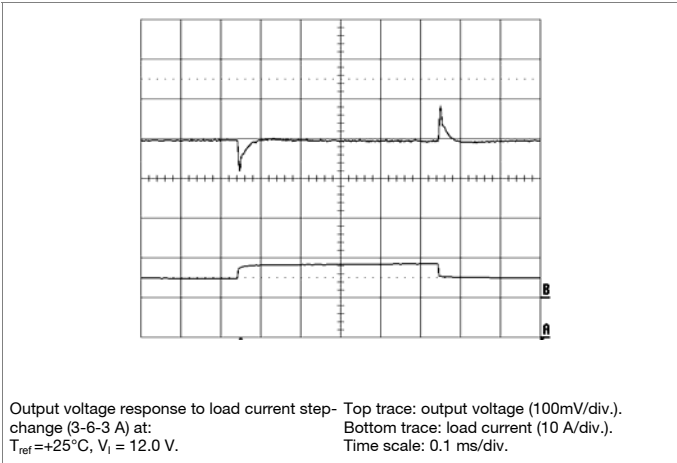 B
A
Output voltage response to load current step-
change (3-6-3 A) at:
Tref=+25°C, VI = 12.0 V.
Top trace: output voltage (100mV/div.).
Bottom trace: load current (10 A/div.).
Time scale: 0.1 ms/div.